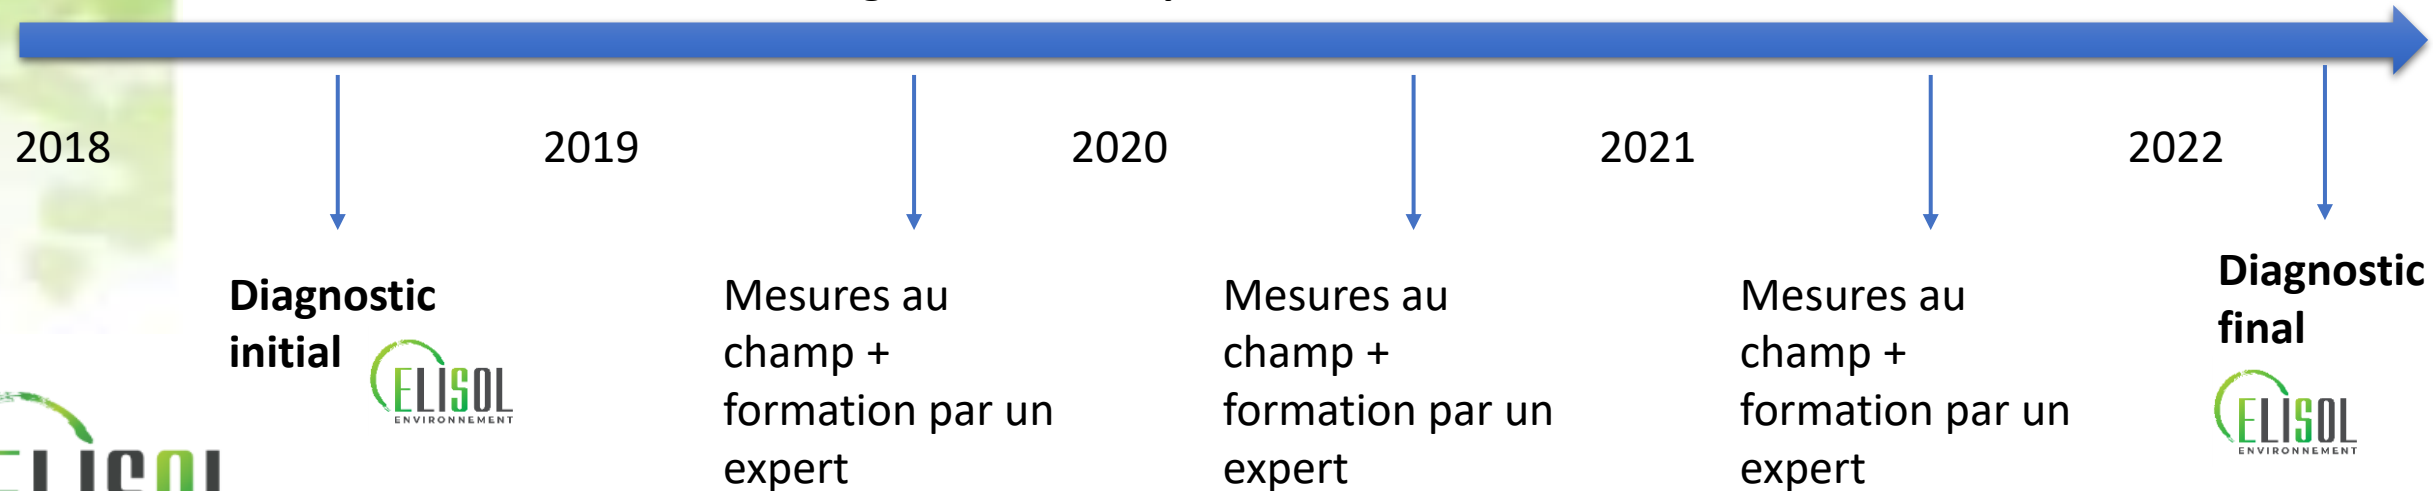 2018
2019
2020
2021
2022
Diagnostic
initial
ELISOL
ENVIRONNEMENT
Mesures au
champ +
formation par un
expert
Mesures au
champ +
formation par un
expert
Mesures au
champ +
formation par un
expert
Diagnostic
final
ELISOL
ENVIRONNEMENT
ELISOL